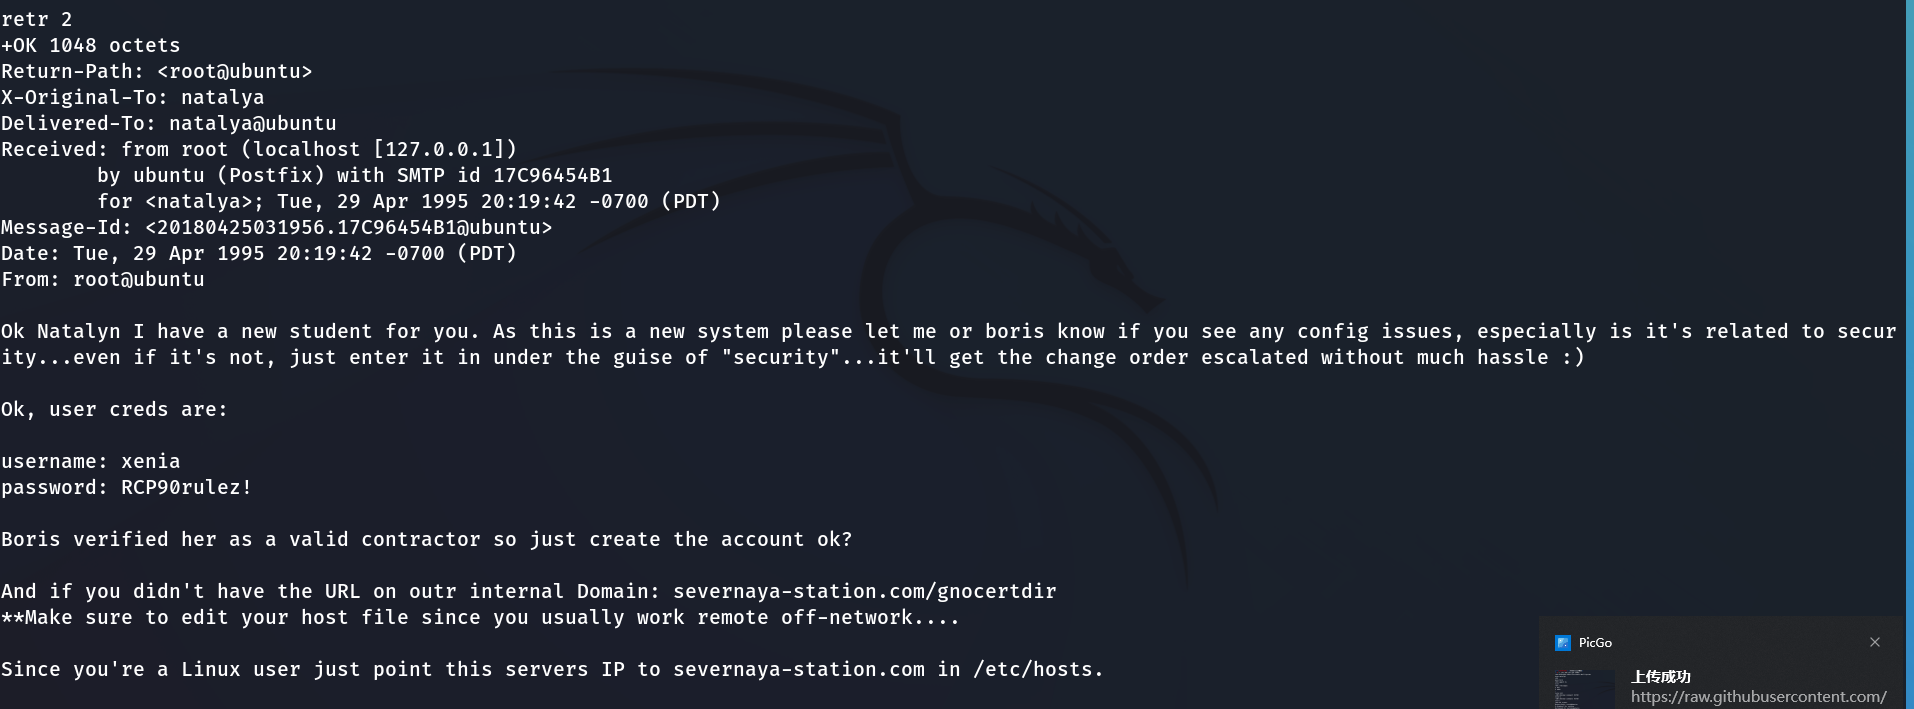 retr 2
+OK 1048 octets
Return-Path: <root@ubuntu>
X-Original-To: natalya
Delivered-To: natalya@ubuntu
Received: from root (localhost [127.0.0.1])
        by ubuntu (Postfix) with SMTP id 17C96454B1
        for <natalya>; Tue, 29 Apr 1995 20:19:42 -0700 (PDT)
Message-Id: <20180425031956.17C96454B1@ubuntu>
Date: Tue, 29 Apr 1995 20:19:42 -0700 (PDT)
From: root@ubuntu

Ok Natalyn I have a new student for you. As this is a new system please let me or boris know if you see any config issues, especially is it's related to secur
ity...even if it's not, just enter it in under the guise of "security"...it'll get the change order escalated without much hassle :)

Ok, user creds are:

username: xenia
password: RCP90rulez!

Boris verified her as a valid contractor so just create the account ok?

And if you didn't have the URL on outr internal Domain: severnaya-station.com/gnocertdir
**Make sure to edit your host file since you usually work remote off-network....

Since you're a Linux user just point this servers IP to severnaya-station.com in /etc/hosts.
PicGo
上传成功
https://raw.githubusercontent.com/